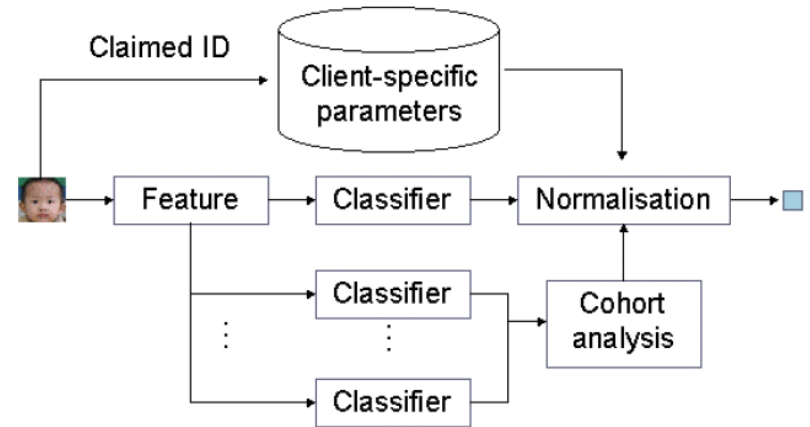 Claimed ID
Client-specific
parameters
Feature
Classifier
Normalisation
Classifier
Cohort
analysis
Classifier